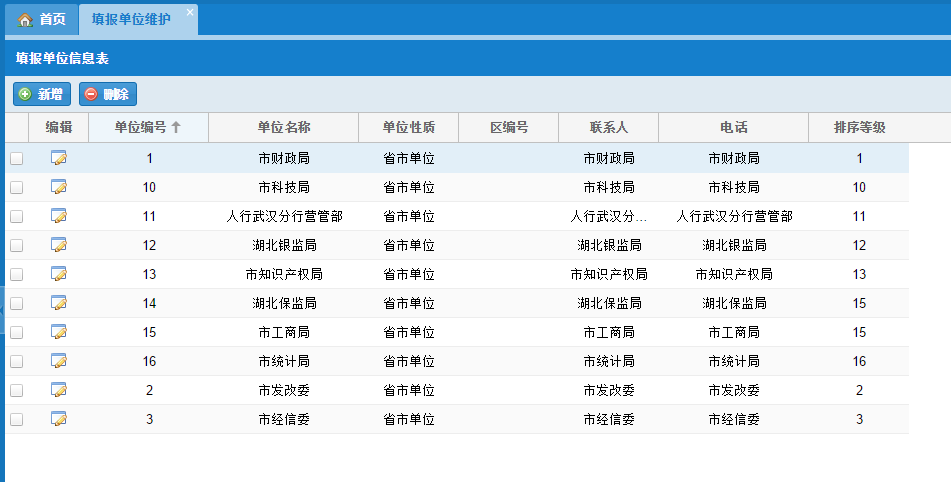 首页 填报单位维护
填报单位信息表
新增 删除
编辑 单位编号 单位名称 单位性质 区编号 联系人 电话 排序等级
1 市财政局 省市单位 市财政局 市财政局 1
10 市科技局 省市单位 市科技局 市科技局 10
11 人行武汉分行营管部 省市单位 人行武汉分... 人行武汉分行营管部 11
12 湖北银监局 省市单位 湖北银监局 湖北银监局 12
13 市知识产权局 省市单位 市知识产权局 市知识产权局 13
14 湖北保监局 省市单位 湖北保监局 湖北保监局 15
15 市工商局 省市单位 市工商局 市工商局 15
16 市统计局 省市单位 市统计局 市统计局 16
2 市发改委 省市单位 市发改委 市发改委 2
3 市经信委 省市单位 市经信委 市经信委 3